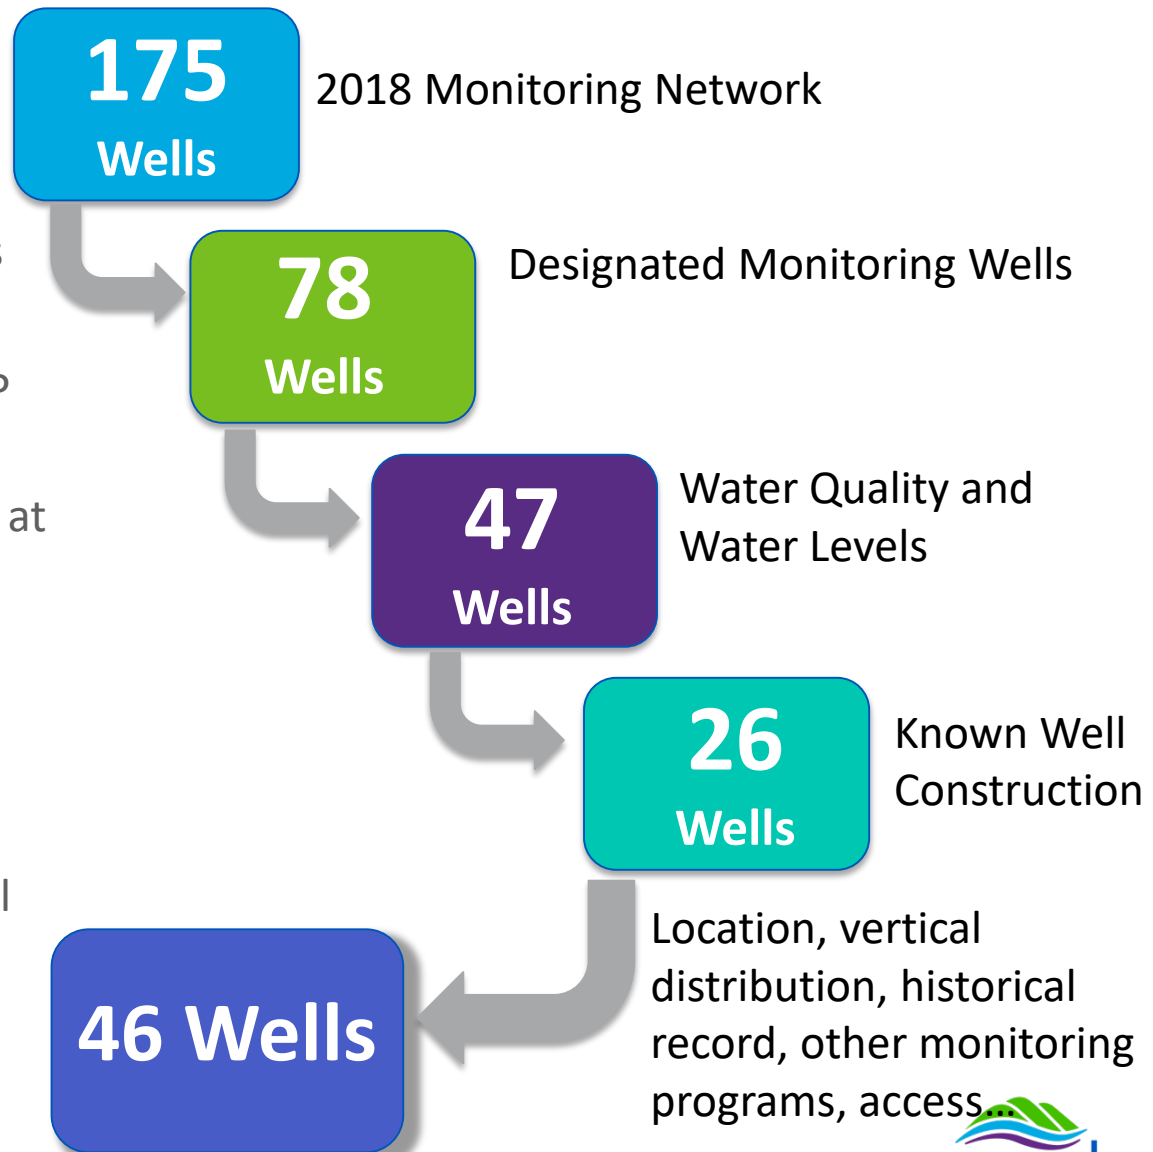 175
Wells
2018 Monitoring Network
s
78
Wells
Designated Monitoring Wells
?
47
Wells
Water Quality and
Water Levels
at
26
Wells
Known Well
Construction
l
46 Wells
Location, vertical
distribution, historical
record, other monitoring
programs, access...